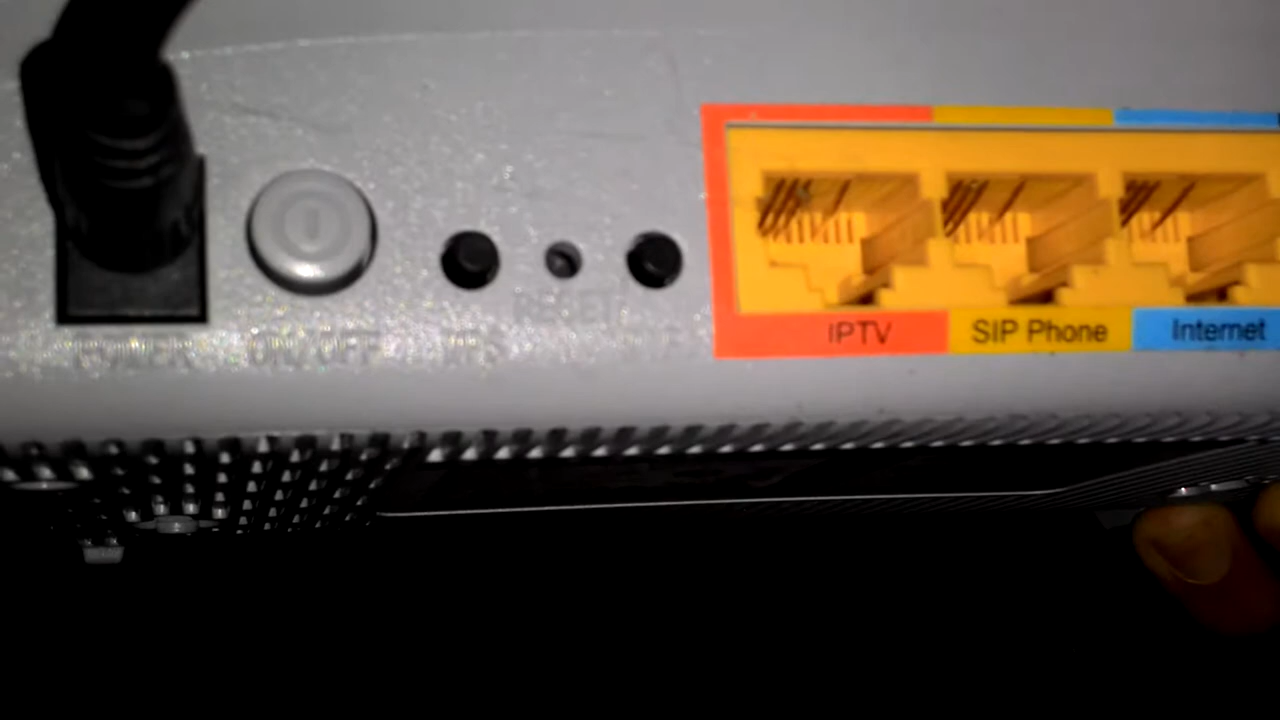 POWER
ON/OFF
WPS
RESET
IPTV
SIP Phone
Internet